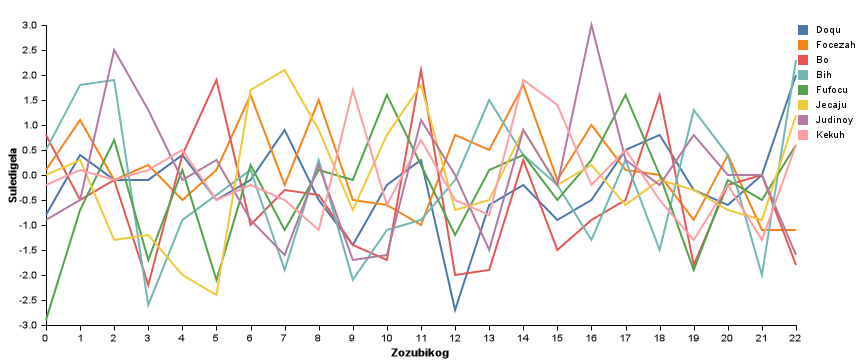 3.0
2.5
2.0
1.5
1.0
0.5
0.0
-0.5
-1.0
-1.5
-2.0
-2.5
-3.0
Suledigola
0 1 2 3 4 5 6 7 8 9 10 11 12 13 14 15 16 17 18 19 20 21 22
Zozubikog
Doqu
Focezah
Bo
Bih
Fufocu
Jecaju
Judinoy
Kekuh